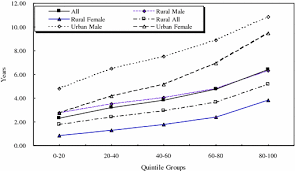 12.00
All
Rural Male
Rural Female
Rural All
Urban Male
Urban Female
10.00
8.00
6.00
4.00
2.00
0.00
Years
0-20
20-40
40-60
60-80
80-100
Quintile Groups